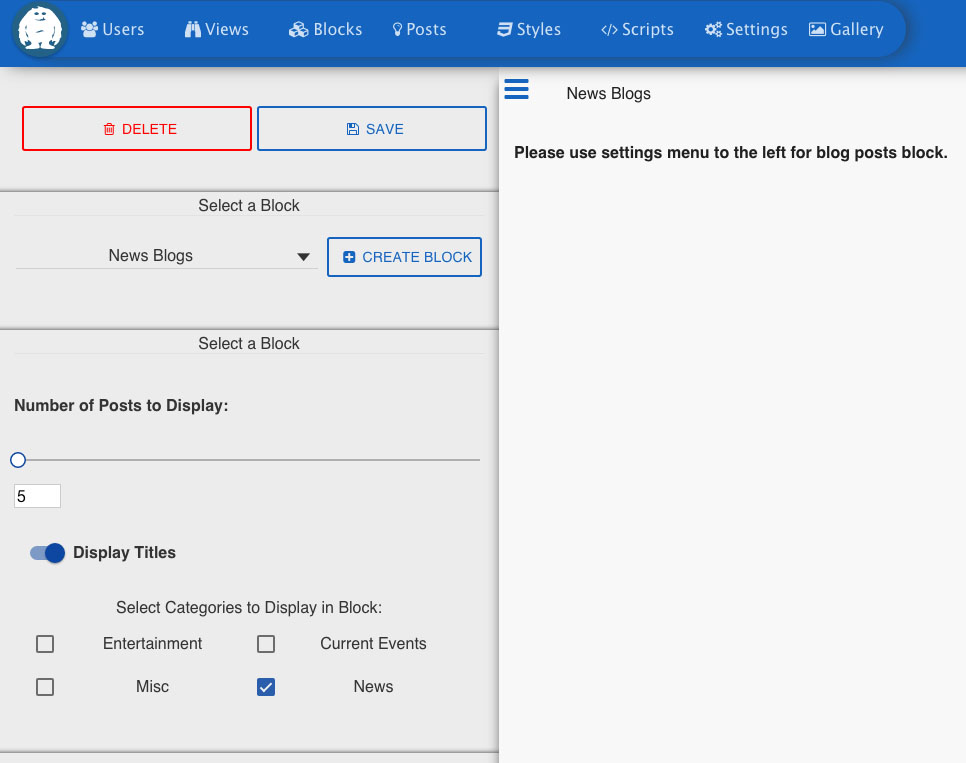 Users Views Blocks Posts Styles Scripts Settings Gallery
DELETE SAVE
Select a Block
News Blogs CREATE BLOCK
Select a Block
Number of Posts to Display:
5
Display Titles
Select Categories to Display in Block:
Entertainment Current Events
Misc News
News Blogs
Please use settings menu to the left for blog posts block.